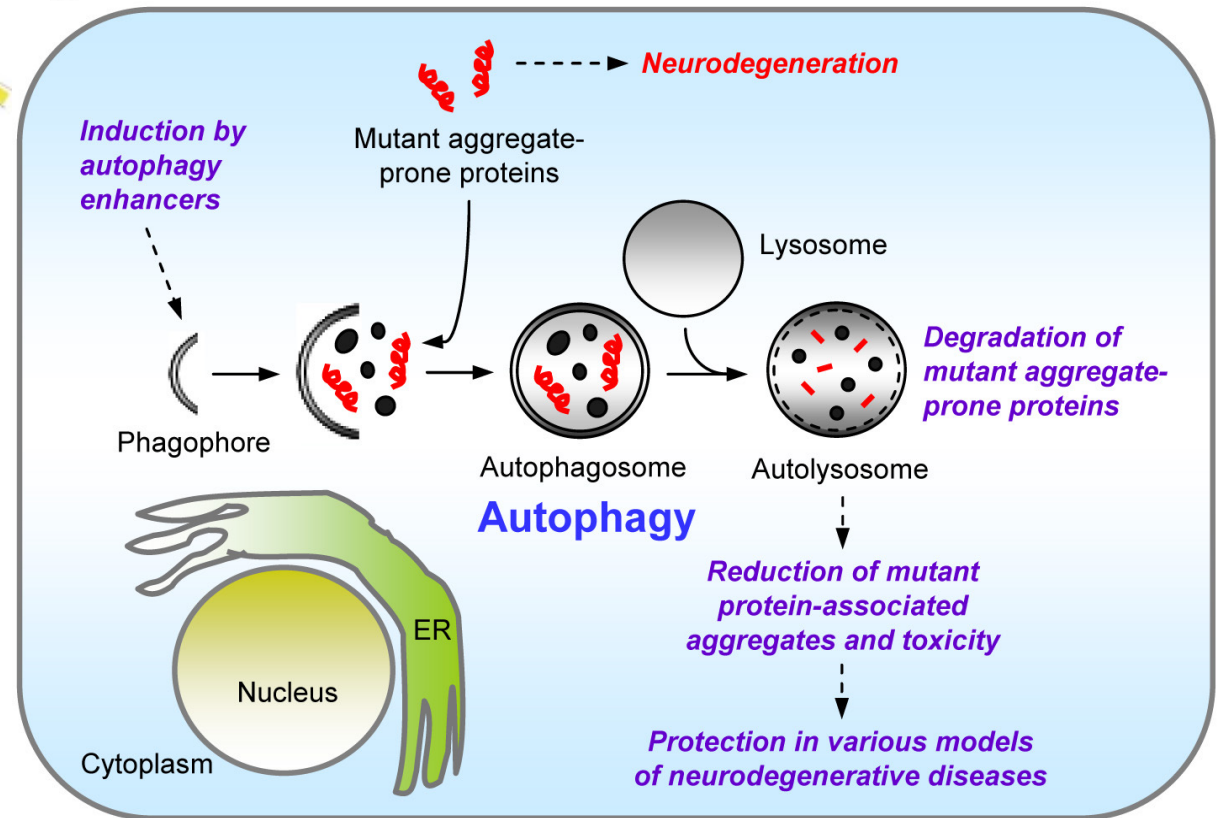 Neurodegeneration
Induction by
autophagy
enhancers
Mutant aggregate-
prone proteins
Lysosome
Degradation of
mutant aggregate-
prone proteins
Phagophore
Autophagosome
Autolysosome
Autophagy
Reduction of mutant
protein-associated
aggregates and toxicity
ER
Nucleus
Cytoplasm
Protection in various models
of neurodegenerative diseases